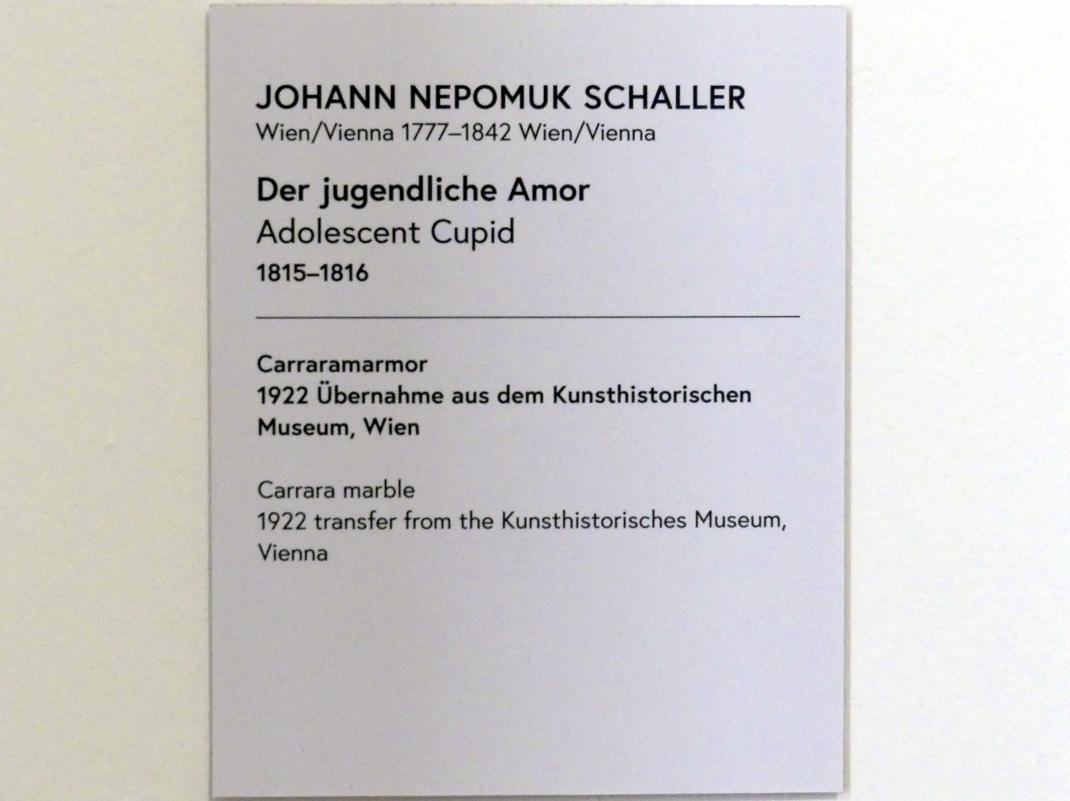 JOHANN NEPOMUK SCHALLER
Wien/Vienna 1777–1842 Wien/Vienna
Der jugendliche Amor
Adolescent Cupid
1815–1816
Carraramarmor
1922 Übernahme aus dem Kunsthistorischen
Museum, Wien
Carrara marble
1922 transfer from the Kunsthistorisches Museum,
Vienna